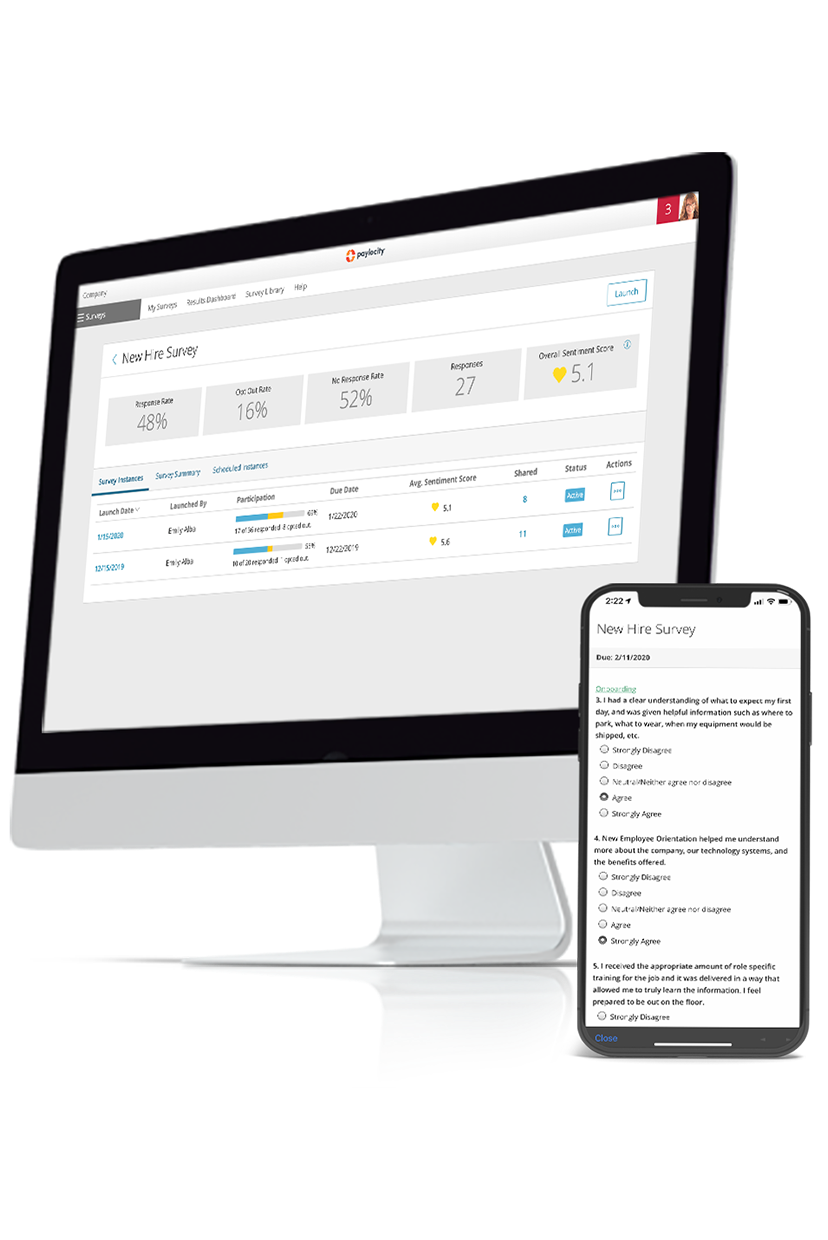 paylocity
3
Company
Surveys
My Surveys Results Dashboard Survey Library Help
New Hire Survey
Launch
Response Rate
48%
Opt Out Rate
16%
No Response Rate
52%
Responses
27
Overall Sentiment Score
5.1
Survey Instances Survey Summary Scheduled Instances
Launch Date Launched By Participation Due Date Avg. Sentiment Score Shared Status Actions
1/15/2020 Emily Alba 1/22/2020 5.1 8 Active
17 of 36 responded 8 opted out
12/15/2019 Emily Alba 12/22/2019 5.6 11 Active
10 of 20 responded 1 opted out
2:22
New Hire Survey
Due: 2/11/2020
Onboarding
3. I had a clear understanding of what to expect my first
day, and was given helpful information such as where to
park, what to wear, when my equipment would be
shipped, etc.
Strongly Disagree
Disagree
Neutral/Neither agree nor disagree
Agree
Strongly Agree
4. New Employee Orientation helped me understand
more about the company, our technology systems, and
the benefits offered.
Strongly Disagree
Disagree
Neutral/Neither agree nor disagree
Agree
Strongly Agree
5. I received the appropriate amount of role specific
training for the job and it was delivered in a way that
allowed me to truly learn the information. I feel
prepared to be out on the floor.
Strongly Disagree
Close